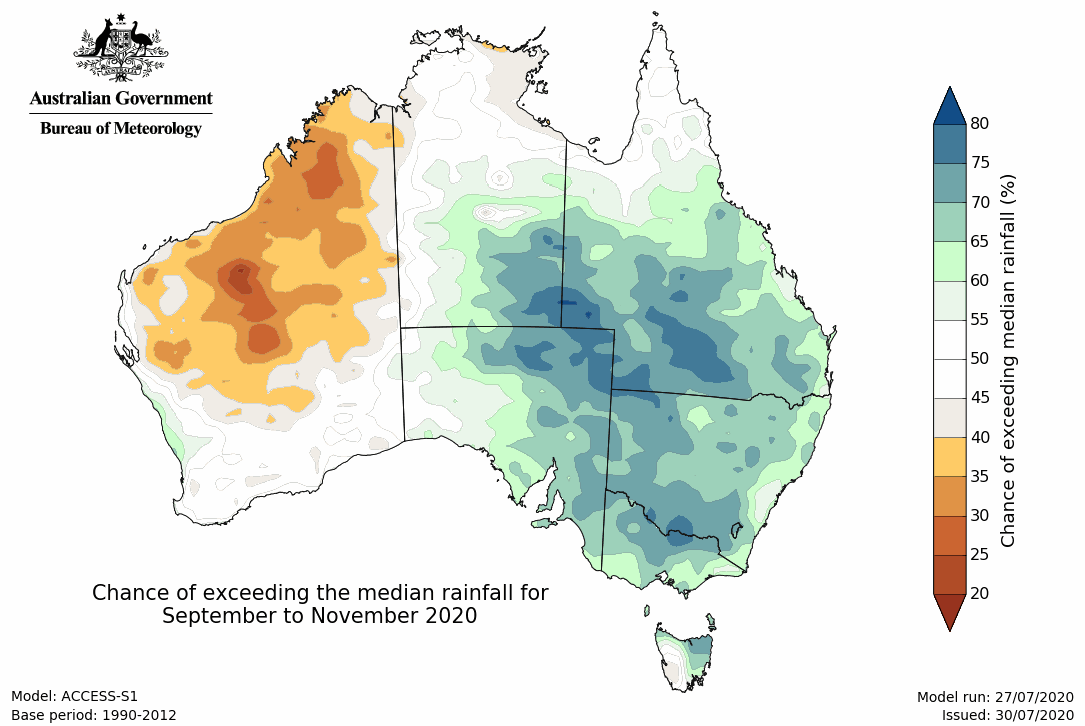 Australian Government
Bureau of Meteorology
80
75
70
65
60
55
50
45
40
35
30
25
20
Chance of exceeding median rainfall (%)
Chance of exceeding the median rainfall for
September to November 2020
Model: ACCESS-S1
Base period: 1990-2012
Model run: 27/07/2020
Issued: 30/07/2020